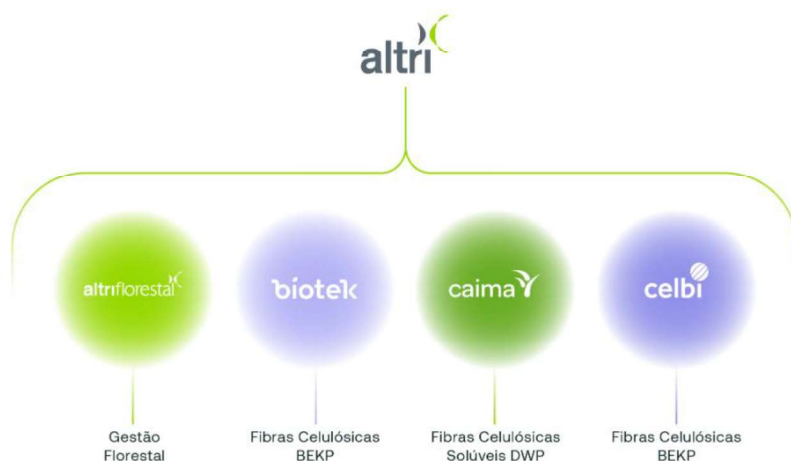 altri
altriflorestal
biotek
caima
celbi
Gestão
Florestal
Fibras Celulósicas
BEKP
Fibras Celulósicas
Solúveis DWP
Fibras Celulósicas
BEKP